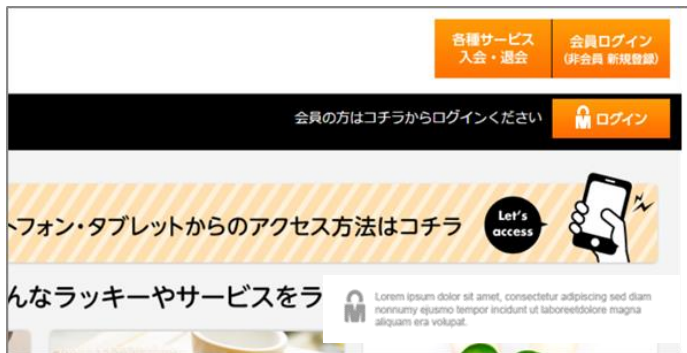 各種サービス
入会・退会
会員ログイン
(非会員 新規登録)
会員の方はコチラからログインください
ログイン
トフォン・タブレットからのアクセス方法はコチラ
Let's
access
んなラッキーやサービスをラ
Lorem ipsum dolor sit amet, consectetur adipiscing sed diam
nonnumy ejusmo tempor incidunt ut laboreetdolore magna
aliquam era volupat.